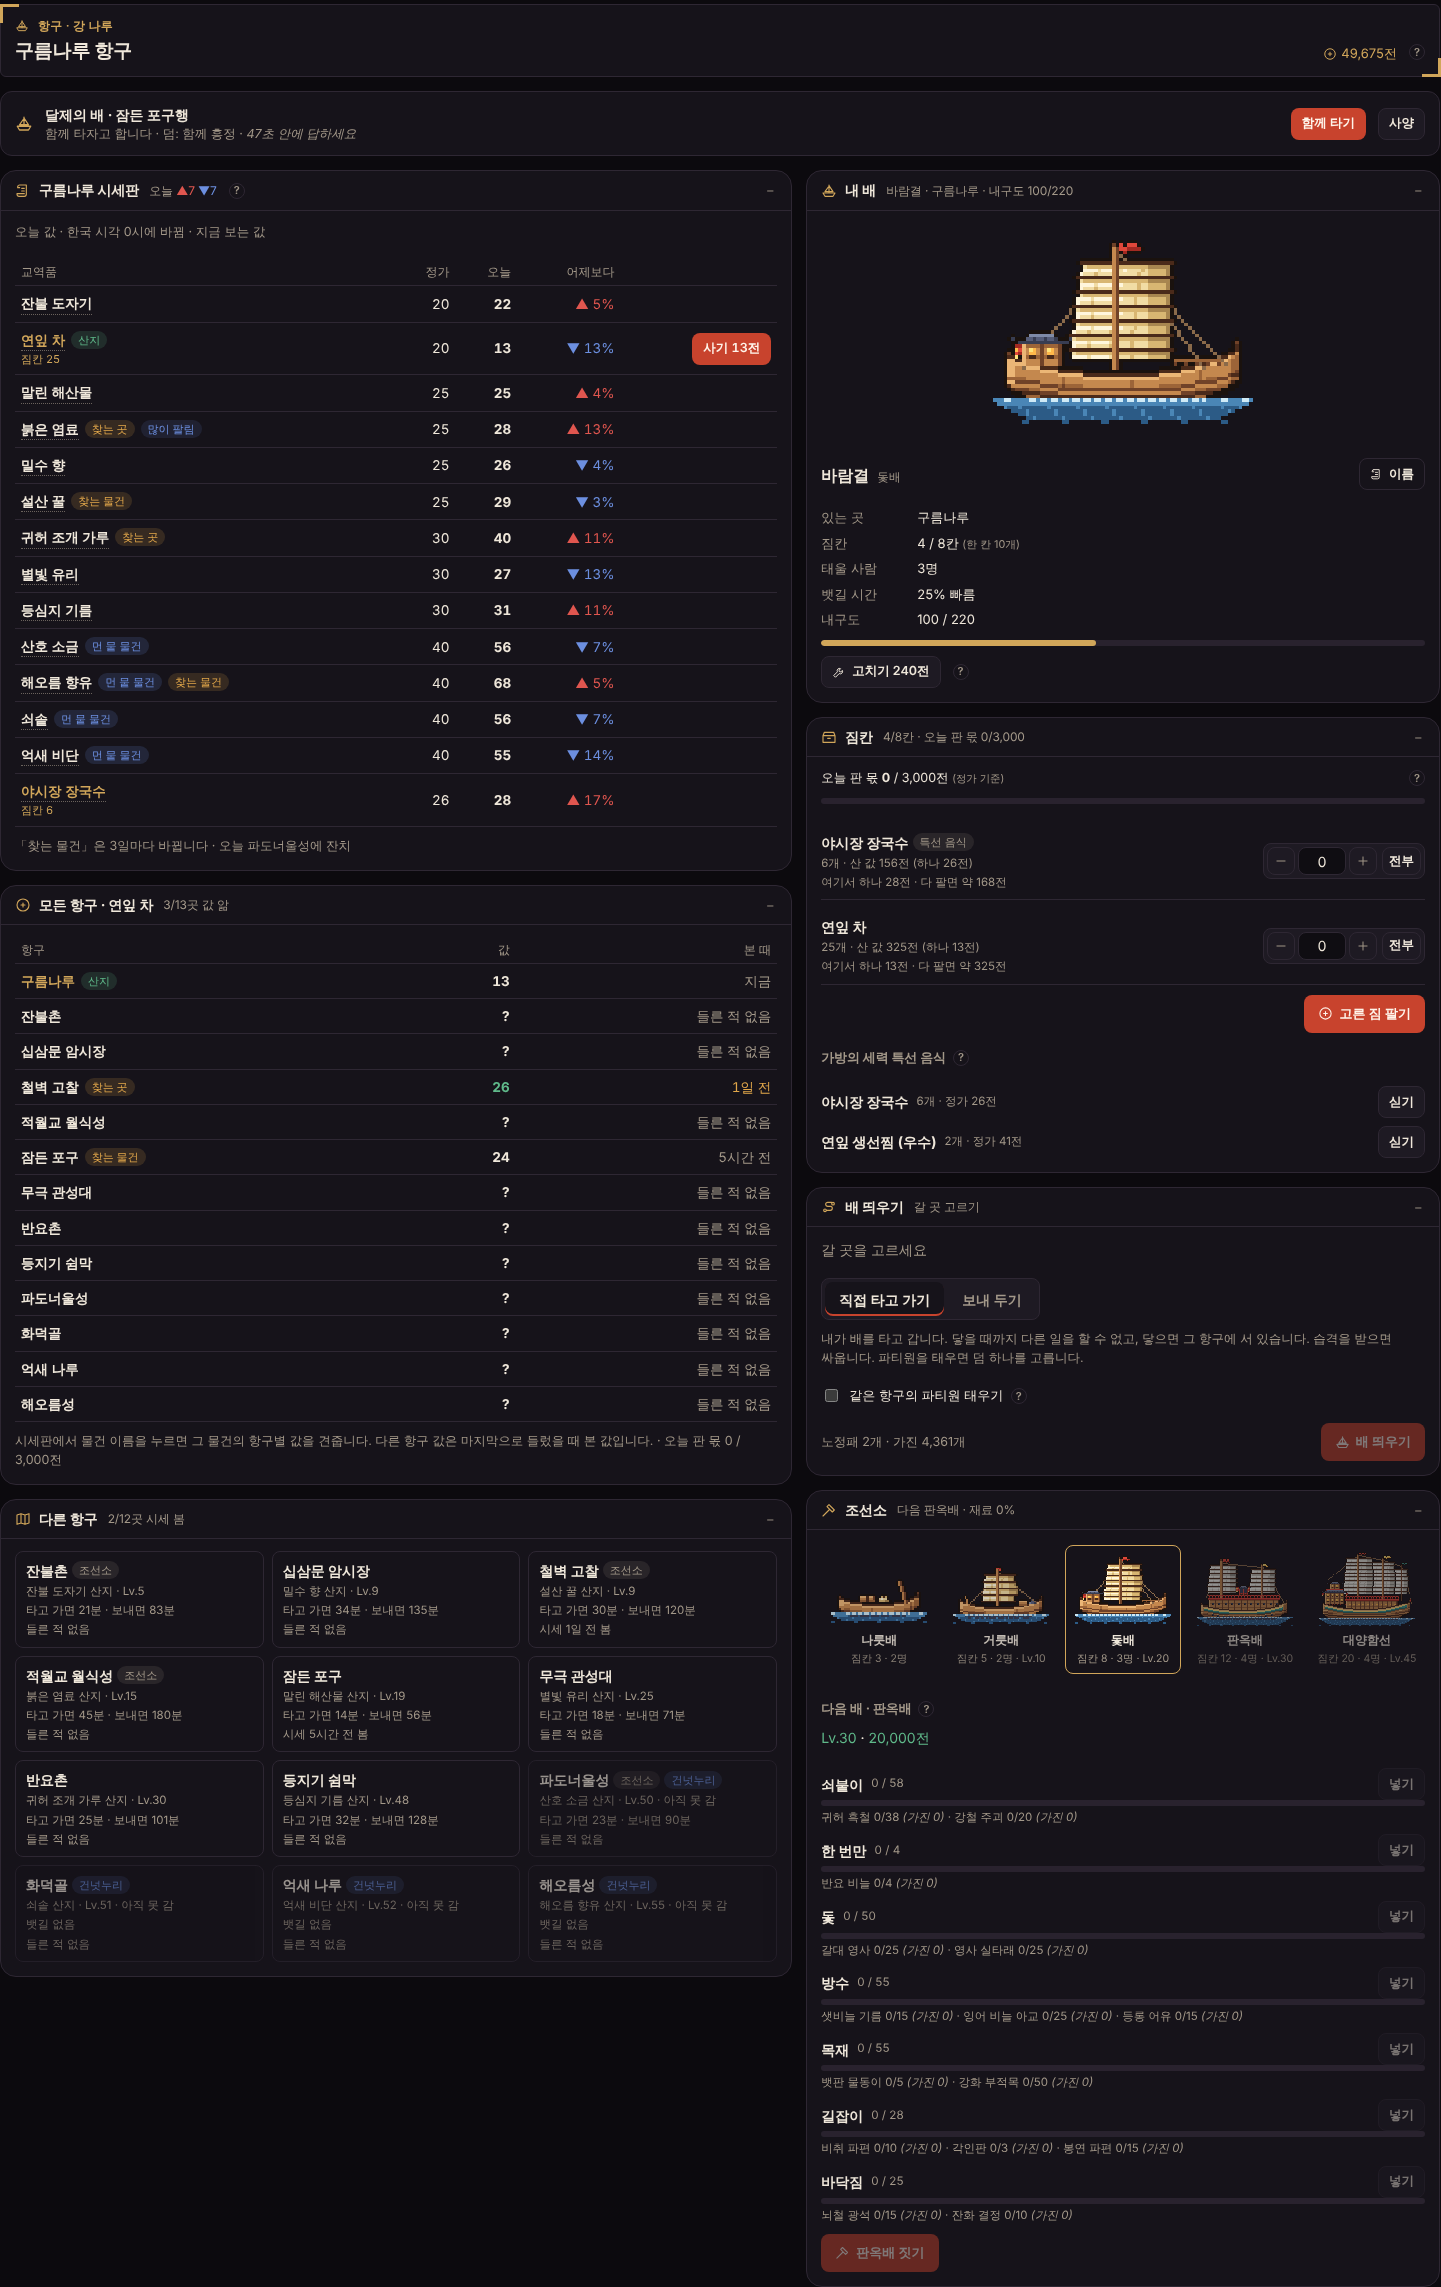 항구 · 강 나루
구름나루 항구
49,675전 ?
달제의 배 · 잠든 포구행
함께 타자고 합니다 · 덤: 함께 흥정 · 47초 안에 답하세요
함께 타기 사양
구름나루 시세판 오늘 ▲7 ▼7 ? −
오늘 값 · 한국 시각 0시에 바뀜 · 지금 보는 값
교역품 정가 오늘 어제보다
잔불 도자기 20 22 ▲ 5%
연잎 차 산지 20 13 ▼ 13% 사기 13전
짐칸 25
말린 해산물 25 25 ▲ 4%
붉은 염료 찾는 곳 많이 팔림 25 28 ▲ 13%
밀수 향 25 26 ▼ 4%
설산 꿀 찾는 물건 25 29 ▼ 3%
귀허 조개 가루 찾는 곳 30 40 ▲ 11%
별빛 유리 30 27 ▼ 13%
등심지 기름 30 31 ▲ 11%
산호 소금 먼 뭍 물건 40 56 ▼ 7%
해오름 향유 먼 뭍 물건 찾는 물건 40 68 ▲ 5%
쇠솥 먼 뭍 물건 40 56 ▼ 7%
억새 비단 먼 뭍 물건 40 55 ▼ 14%
야시장 장국수 26 28 ▲ 17%
짐칸 6
「찾는 물건」은 3일마다 바뀝니다 · 오늘 파도너울성에 잔치
모든 항구 · 연잎 차 3/13곳 값 앎 −
항구 값 본 때
구름나루 산지 13 지금
잔불촌 ? 들른 적 없음
십삼문 암시장 ? 들른 적 없음
철벽 고찰 찾는 곳 26 1일 전
적월교 월식성 ? 들른 적 없음
잠든 포구 찾는 물건 24 5시간 전
무극 관성대 ? 들른 적 없음
반요촌 ? 들른 적 없음
등지기 쉼막 ? 들른 적 없음
파도너울성 ? 들른 적 없음
화덕골 ? 들른 적 없음
억새 나루 ? 들른 적 없음
해오름성 ? 들른 적 없음
시세판에서 물건 이름을 누르면 그 물건의 항구별 값을 견줍니다. 다른 항구 값은 마지막으로 들렀을 때 본 값입니다. · 오늘 판 몫 0 /
3,000전
다른 항구 2/12곳 시세 봄 −
잔불촌 조선소
잔불 도자기 산지 · Lv.5
타고 가면 21분 · 보내면 83분
들른 적 없음
십삼문 암시장
밀수 향 산지 · Lv.9
타고 가면 34분 · 보내면 135분
들른 적 없음
철벽 고찰 조선소
설산 꿀 산지 · Lv.9
타고 가면 30분 · 보내면 120분
시세 1일 전 봄
적월교 월식성 조선소
붉은 염료 산지 · Lv.15
타고 가면 45분 · 보내면 180분
들른 적 없음
잠든 포구
말린 해산물 산지 · Lv.19
타고 가면 14분 · 보내면 56분
시세 5시간 전 봄
무극 관성대
별빛 유리 산지 · Lv.25
타고 가면 18분 · 보내면 71분
들른 적 없음
반요촌
귀허 조개 가루 산지 · Lv.30
타고 가면 25분 · 보내면 101분
들른 적 없음
등지기 쉼막
등심지 기름 산지 · Lv.48
타고 가면 32분 · 보내면 128분
들른 적 없음
파도너울성 조선소 건넛누리
산호 소금 산지 · Lv.50 · 아직 못 감
타고 가면 23분 · 보내면 90분
들른 적 없음
화덕골 건넛누리
쇠솥 산지 · Lv.51 · 아직 못 감
뱃길 없음
들른 적 없음
억새 나루 건넛누리
억새 비단 산지 · Lv.52 · 아직 못 감
뱃길 없음
들른 적 없음
해오름성 건넛누리
해오름 향유 산지 · Lv.55 · 아직 못 감
뱃길 없음
들른 적 없음
내 배 바람결 · 구름나루 · 내구도 100/220 −
바람결 돛배 이름
있는 곳 구름나루
짐칸 4 / 8칸 (한 칸 10개)
태울 사람 3명
뱃길 시간 25% 빠름
내구도 100 / 220
고치기 240전 ?
짐칸 4/8칸 · 오늘 판 몫 0/3,000 −
오늘 판 몫 0 / 3,000전 (정가 기준) ?
야시장 장국수 특선 음식
6개 · 산 값 156전 (하나 26전)
여기서 하나 28전 · 다 팔면 약 168전
− 0 + 전부
연잎 차
25개 · 산 값 325전 (하나 13전)
여기서 하나 13전 · 다 팔면 약 325전
− 0 + 전부
고른 짐 팔기
가방의 세력 특선 음식 ?
야시장 장국수 6개 · 정가 26전 싣기
연잎 생선찜 (우수) 2개 · 정가 41전 싣기
배 띄우기 갈 곳 고르기 −
갈 곳을 고르세요
직접 타고 가기 보내 두기
내가 배를 타고 갑니다. 닿을 때까지 다른 일을 할 수 없고, 닿으면 그 항구에 서 있습니다. 습격을 받으면
싸웁니다. 파티원을 태우면 덤 하나를 고릅니다.
같은 항구의 파티원 태우기 ?
노정패 2개 · 가진 4,361개 배 띄우기
조선소 다음 판옥배 · 재료 0% −
나룻배
짐칸 3 · 2명
거룻배
짐칸 5 · 2명 · Lv.10
돛배
짐칸 8 · 3명 · Lv.20
판옥배
짐칸 12 · 4명 · Lv.30
대양함선
짐칸 20 · 4명 · Lv.45
다음 배 · 판옥배 ?
Lv.30 · 20,000전
쇠붙이 0 / 58 넣기
귀허 흑철 0/38 (가진 0) · 강철 주괴 0/20 (가진 0)
한 번만 0 / 4 넣기
반요 비늘 0/4 (가진 0)
돛 0 / 50 넣기
갈대 영사 0/25 (가진 0) · 영사 실타래 0/25 (가진 0)
방수 0 / 55 넣기
샛비늘 기름 0/15 (가진 0) · 잉어 비늘 아교 0/25 (가진 0) · 등롱 어유 0/15 (가진 0)
목재 0 / 55 넣기
뱃판 물동이 0/5 (가진 0) · 강화 부적목 0/50 (가진 0)
길잡이 0 / 28 넣기
비취 파편 0/10 (가진 0) · 각인판 0/3 (가진 0) · 봉연 파편 0/15 (가진 0)
바닥짐 0 / 25 넣기
뇌철 광석 0/15 (가진 0) · 잔화 결정 0/10 (가진 0)
판옥배 짓기